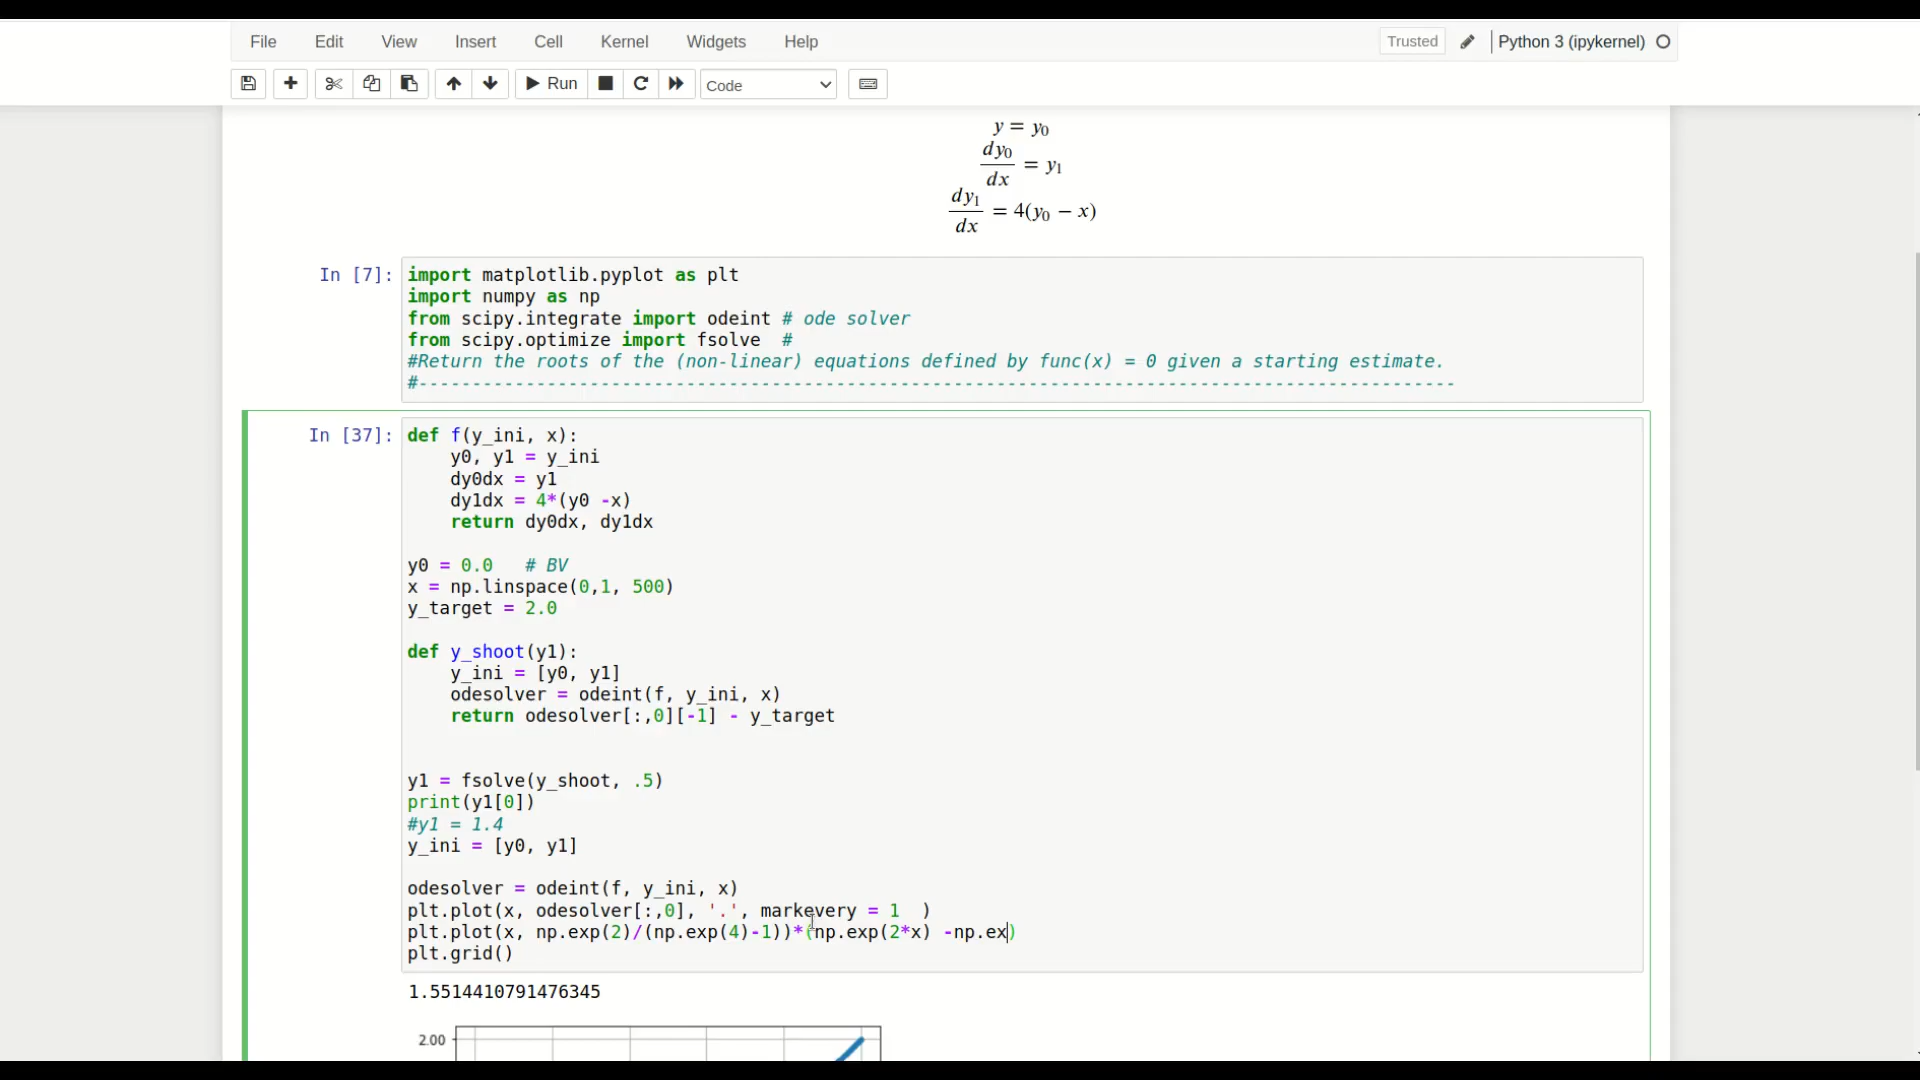 File Edit View Insert Cell Kernel Widgets Help Trusted Python 3 (ipykernel)
Run Code
y = y₀
dy₀/dx = y₁
dy₁/dx = 4(y₀ − x)
In [7]:
import matplotlib.pyplot as plt
import numpy as np
from scipy.integrate import odeint # ode solver
from scipy.optimize import fsolve  #
#Return the roots of the (non-linear) equations defined by func(x) = 0 given a starting estimate.
#-------------------------------------------------------------------------------------------------
In [37]:
def f(y_ini, x):
    y0, y1 = y_ini
    dy0dx = y1
    dy1dx = 4*(y0 -x)
    return dy0dx, dy1dx
y0 = 0.0   # BV
x = np.linspace(0,1, 500)
y_target = 2.0
def y_shoot(y1):
    y_ini = [y0, y1]
    odesolver = odeint(f, y_ini, x)
    return odesolver[:,0][-1] - y_target
y1 = fsolve(y_shoot, .5)
print(y1[0])
#y1 = 1.4
y_ini = [y0, y1]
odesolver = odeint(f, y_ini, x)
plt.plot(x, odesolver[:,0], '.', markevery = 1  )
plt.plot(x, np.exp(2)/(np.exp(4)-1))*(np.exp(2*x) -np.ex)
plt.grid()
1.5514410791476345
2.00